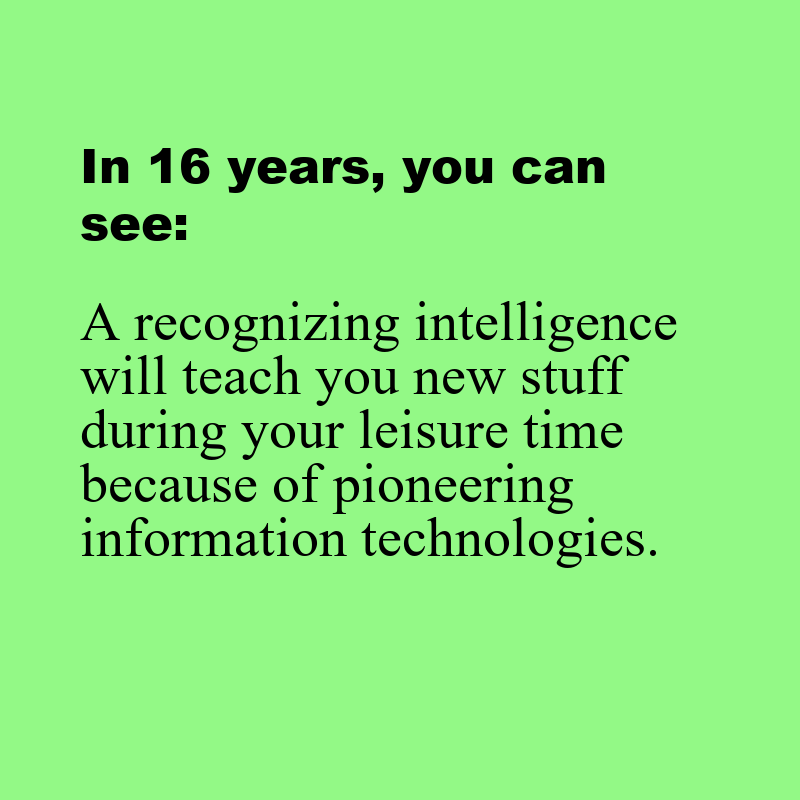 In 16 years, you can
see:
A recognizing intelligence
will teach you new stuff
during your leisure time
because of pioneering
information technologies.